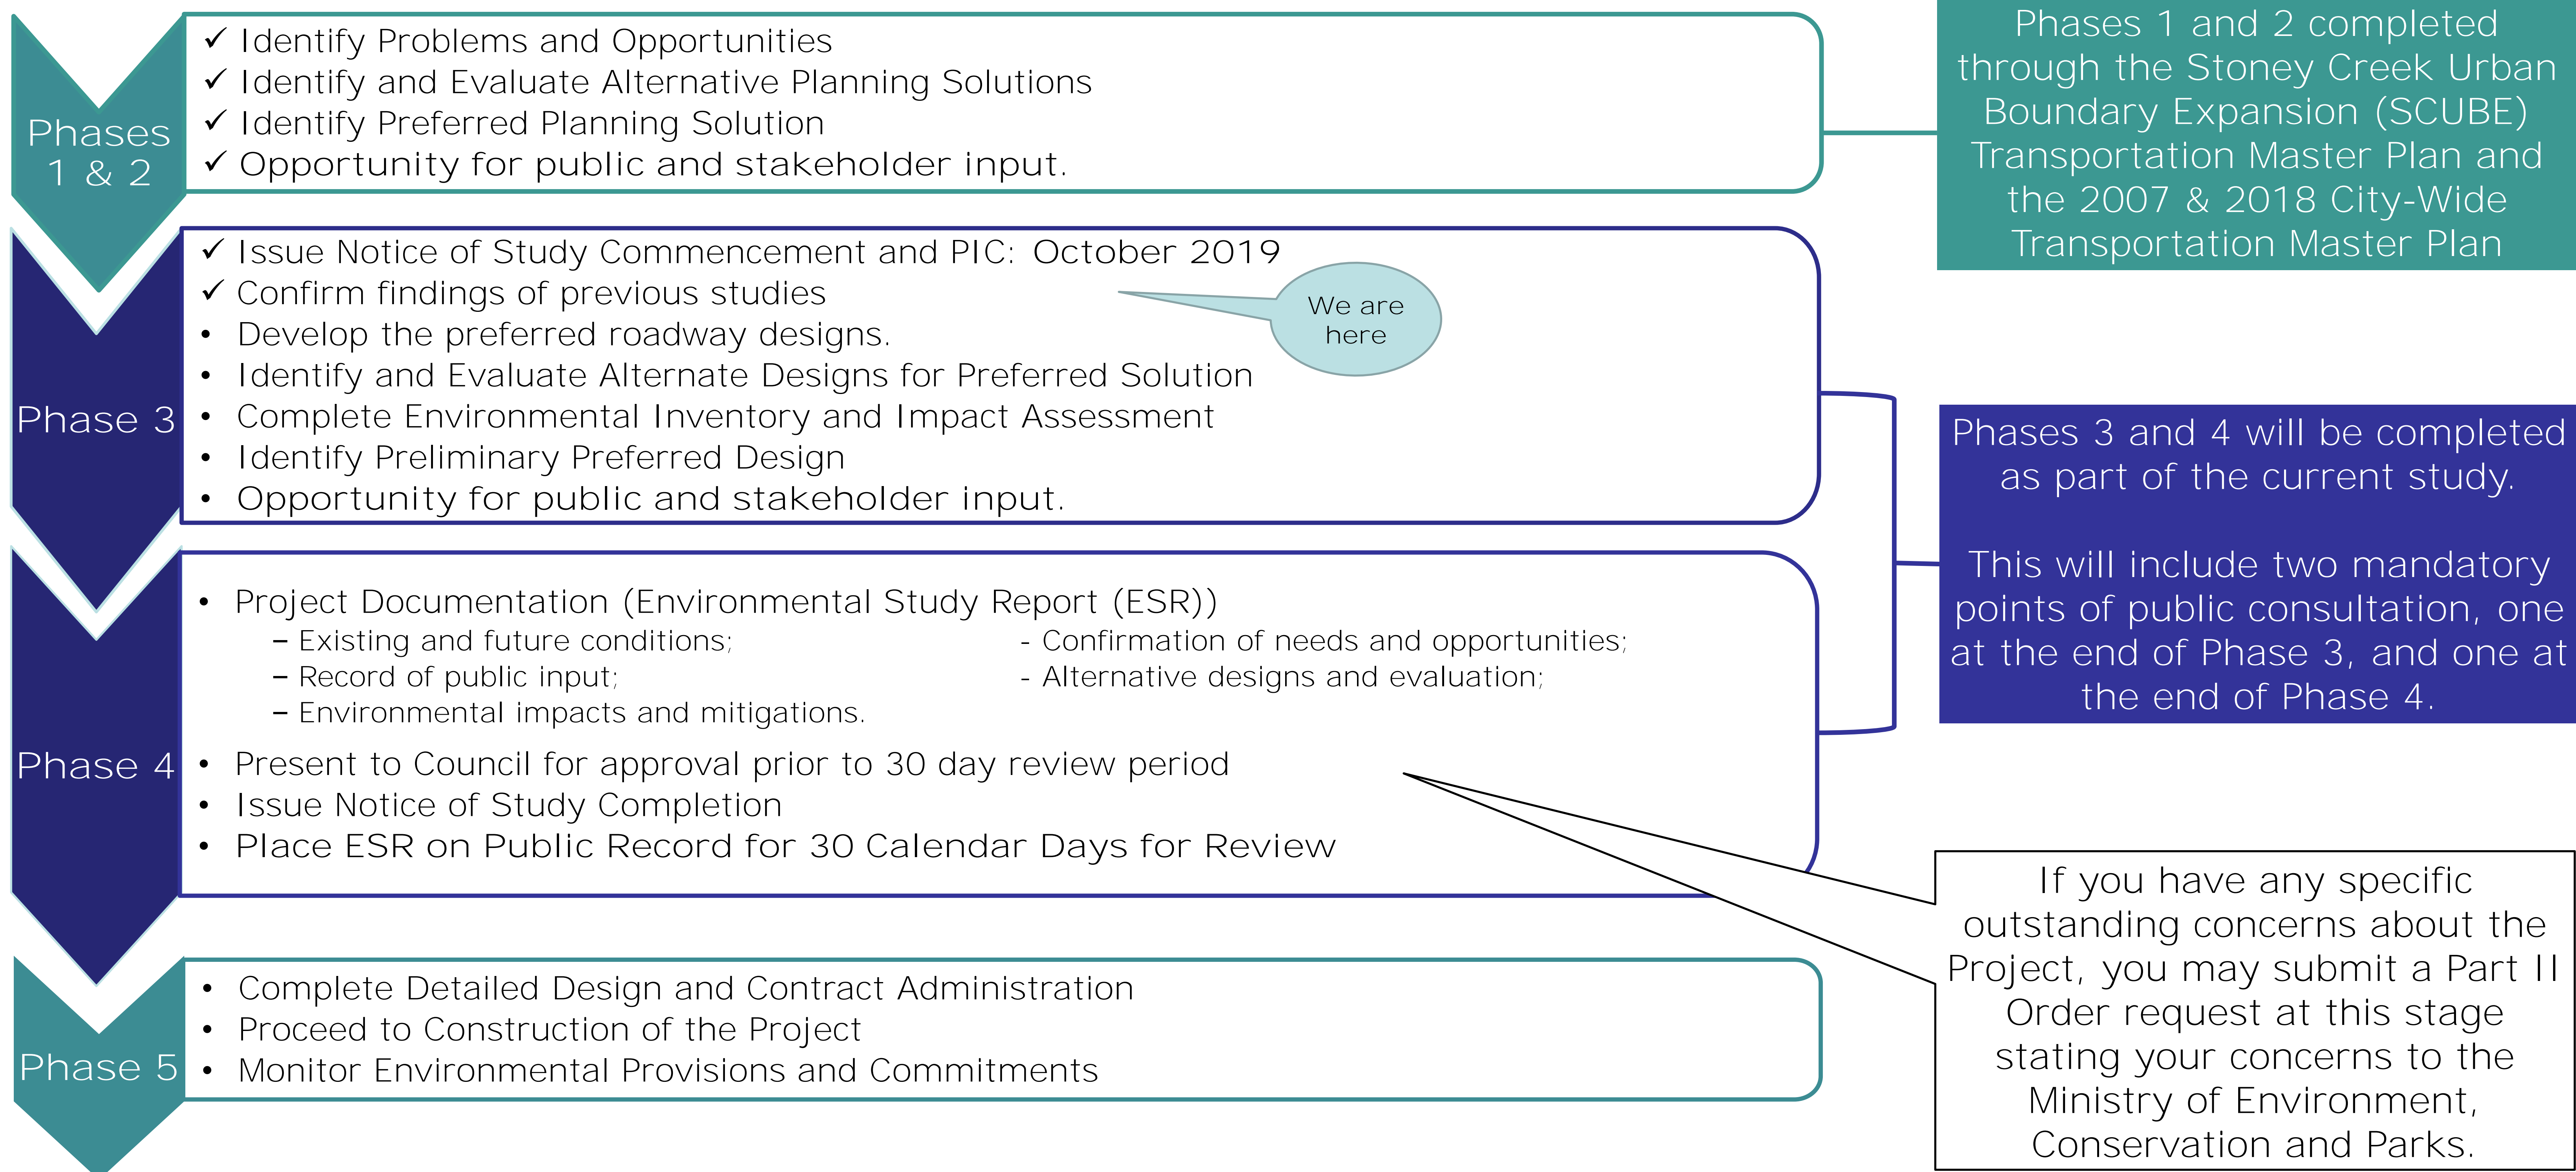 Phases
1 & 2
✓ Identify Problems and Opportunities
✓ Identify and Evaluate Alternative Planning Solutions
✓ Identify Preferred Planning Solution
✓ Opportunity for public and stakeholder input.
Phases 1 and 2 completed
through the Stoney Creek Urban
Boundary Expansion (SCUBE)
Transportation Master Plan and
the 2007 & 2018 City-Wide
Transportation Master Plan
Phase 3
✓ Issue Notice of Study Commencement and PIC: October 2019
✓ Confirm findings of previous studies
• Develop the preferred roadway designs.
• Identify and Evaluate Alternate Designs for Preferred Solution
• Complete Environmental Inventory and Impact Assessment
• Identify Preliminary Preferred Design
• Opportunity for public and stakeholder input.
We are
here
Phases 3 and 4 will be completed
as part of the current study.
This will include two mandatory
points of public consultation, one
at the end of Phase 3, and one at
the end of Phase 4.
Phase 4
• Project Documentation (Environmental Study Report (ESR))
– Existing and future conditions;
- Confirmation of needs and opportunities;
– Record of public input;
- Alternative designs and evaluation;
– Environmental impacts and mitigations.
• Present to Council for approval prior to 30 day review period
• Issue Notice of Study Completion
• Place ESR on Public Record for 30 Calendar Days for Review
If you have any specific
outstanding concerns about the
Project, you may submit a Part II
Order request at this stage
stating your concerns to the
Ministry of Environment,
Conservation and Parks.
Phase 5
• Complete Detailed Design and Contract Administration
• Proceed to Construction of the Project
• Monitor Environmental Provisions and Commitments